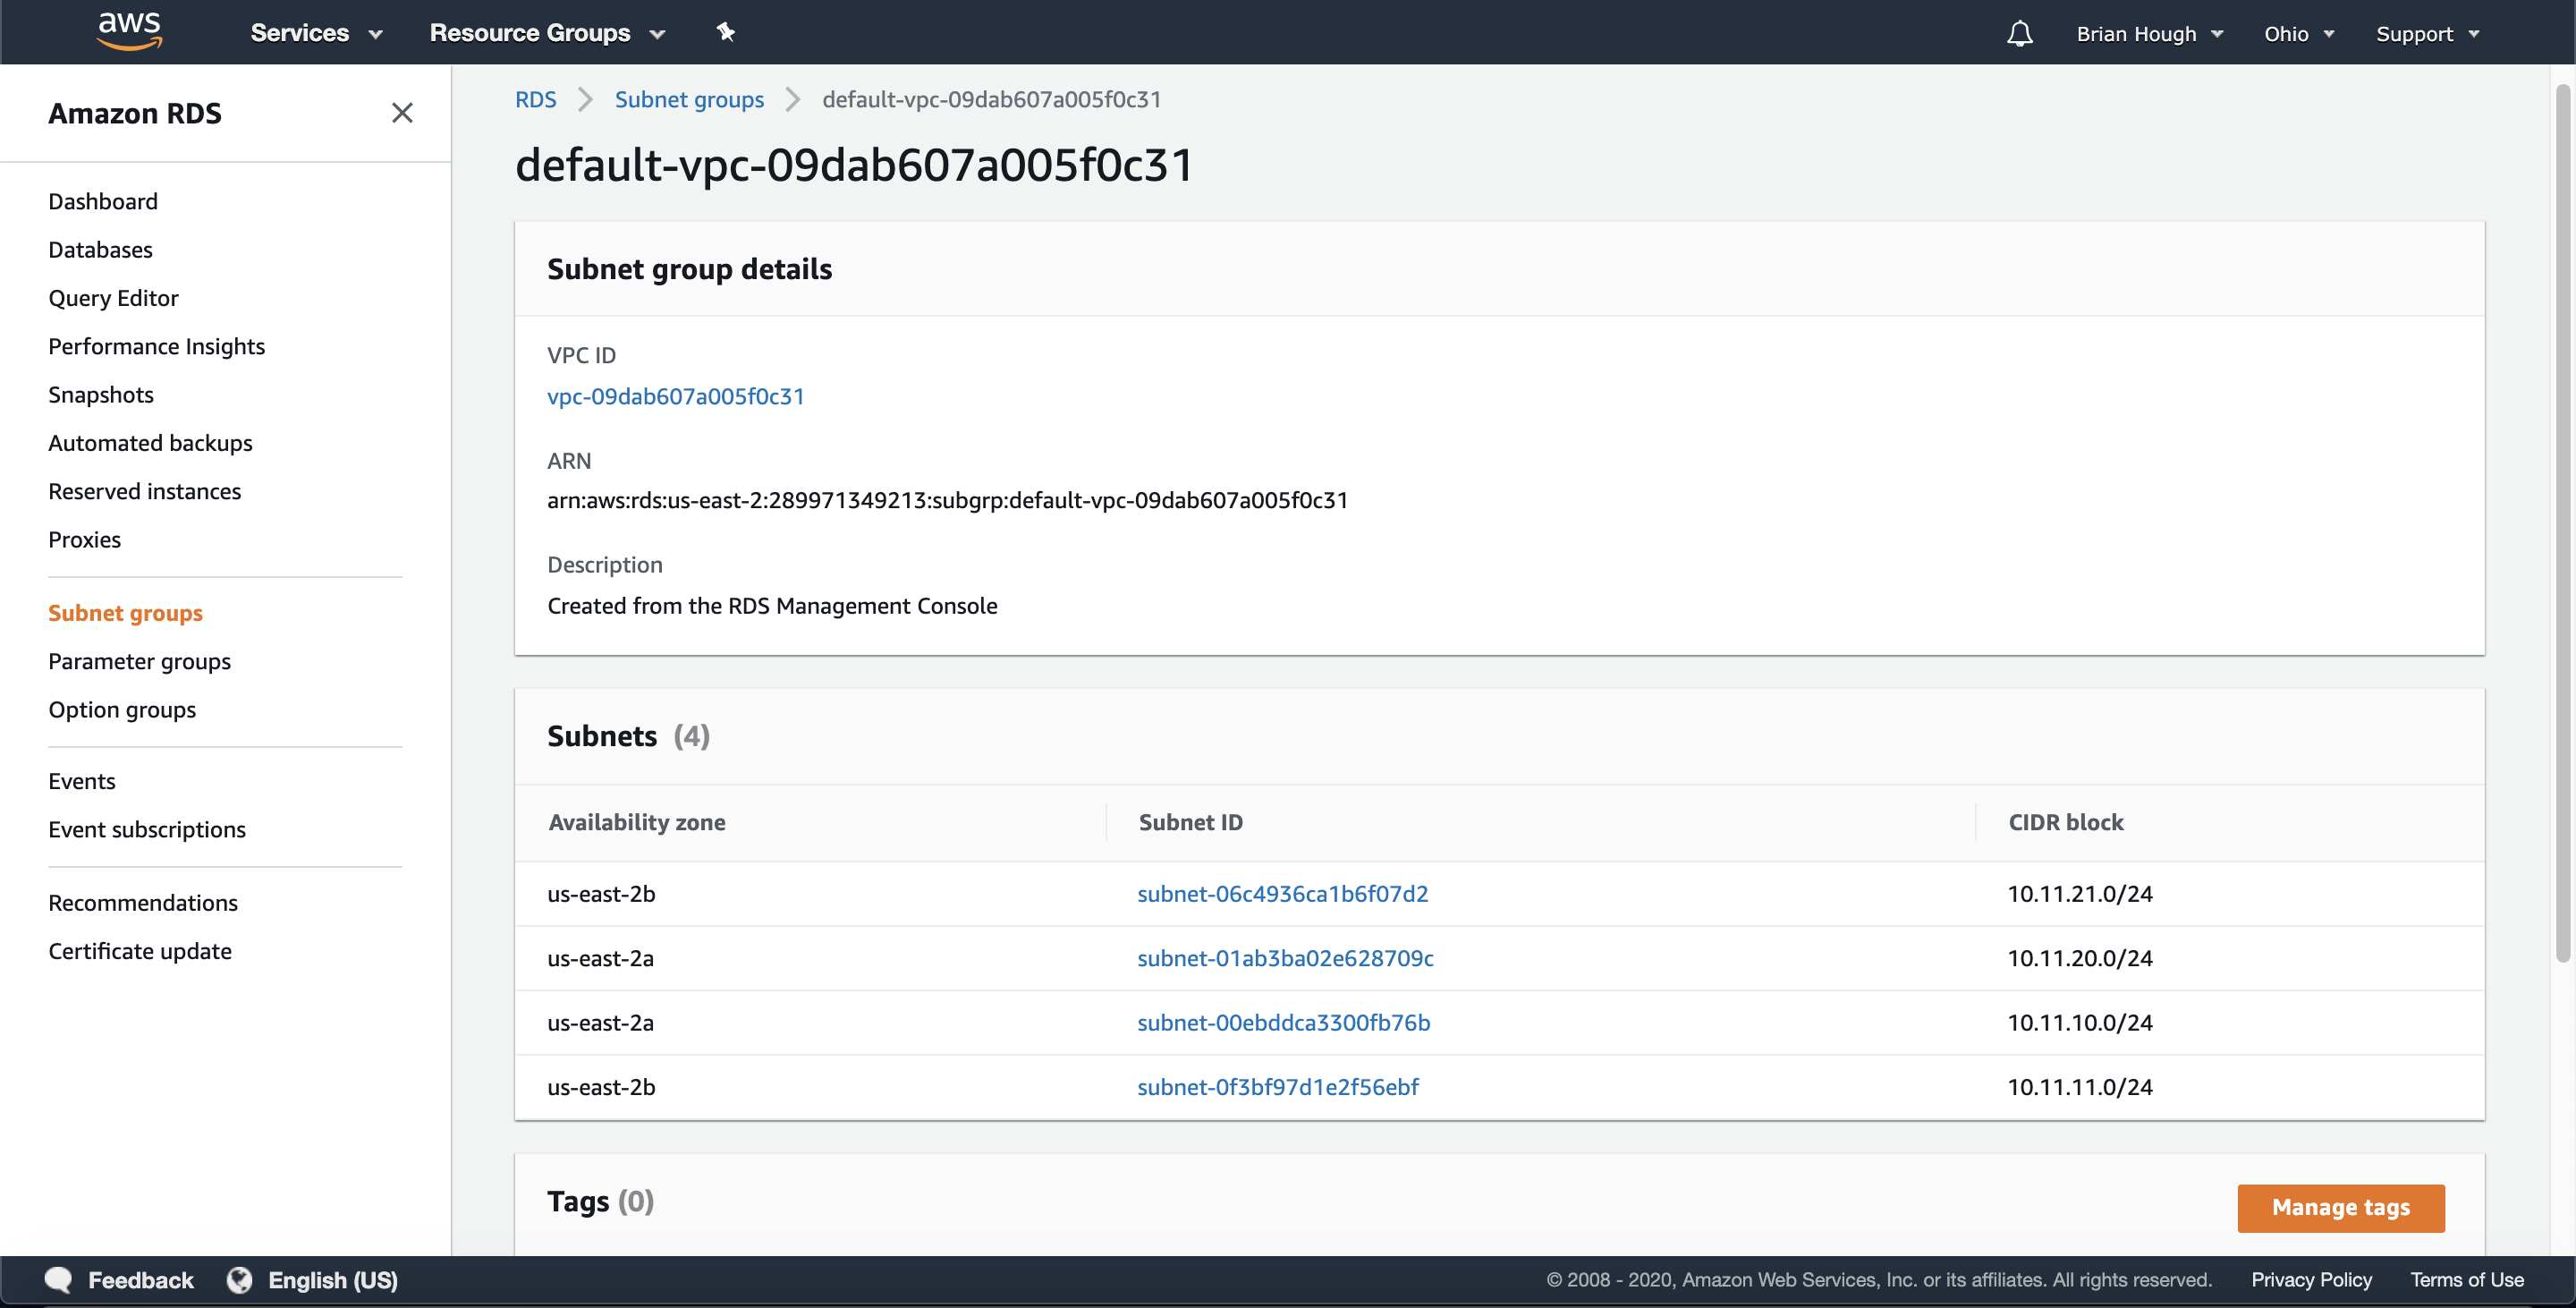 aws Services Resource Groups Brian Hough Ohio Support
Amazon RDS
Dashboard
Databases
Query Editor
Performance Insights
Snapshots
Automated backups
Reserved instances
Proxies
Subnet groups
Parameter groups
Option groups
Events
Event subscriptions
Recommendations
Certificate update
RDS Subnet groups default-vpc-09dab607a005f0c31
default-vpc-09dab607a005f0c31
Subnet group details
VPC ID
vpc-09dab607a005f0c31
ARN
arn:aws:rds:us-east-2:289971349213:subgrp:default-vpc-09dab607a005f0c31
Description
Created from the RDS Management Console
Subnets (4)
Availability zone Subnet ID CIDR block
us-east-2b subnet-06c4936ca1b6f07d2 10.11.21.0/24
us-east-2a subnet-01ab3ba02e628709c 10.11.20.0/24
us-east-2a subnet-00ebddca3300fb76b 10.11.10.0/24
us-east-2b subnet-0f3bf97d1e2f56ebf 10.11.11.0/24
Tags (0) Manage tags
Feedback English (US) © 2008 - 2020, Amazon Web Services, Inc. or its affiliates. All rights reserved. Privacy Policy Terms of Use